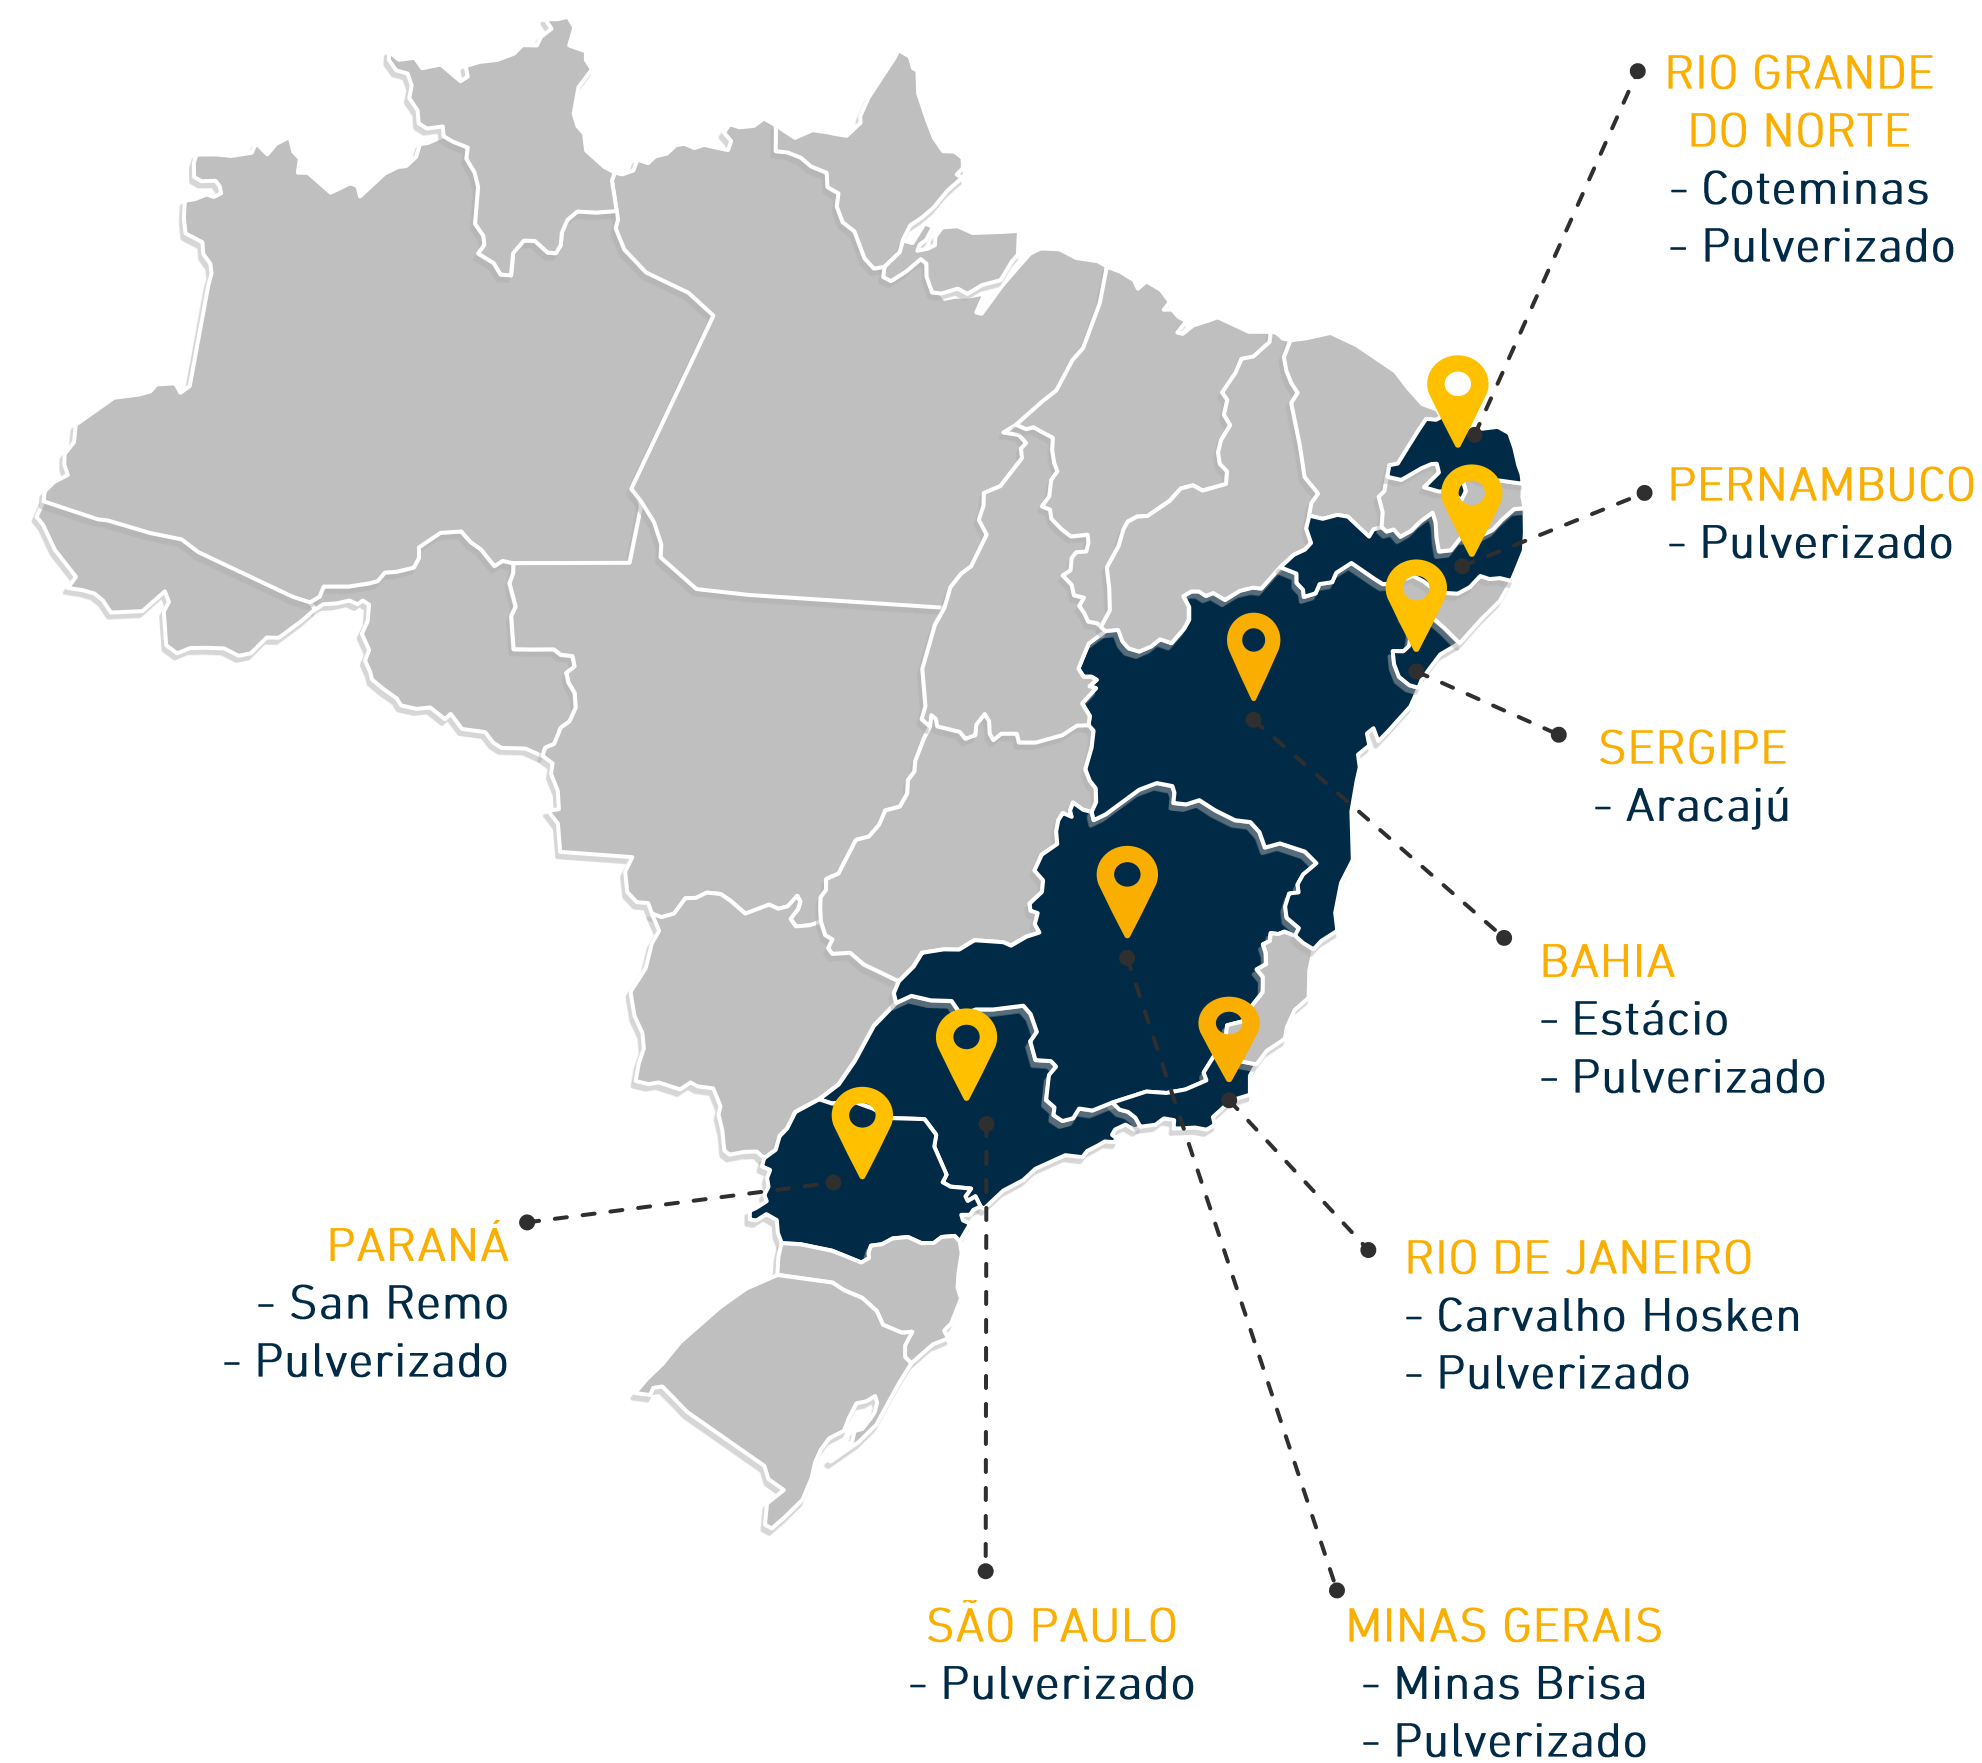 RIO GRANDE
DO NORTE
- Coteminas
- Pulverizado
PERNAMBUCO
- Pulverizado
SERGIPE
- Aracajú
BAHIA
- Estácio
- Pulverizado
PARANÁ
- San Remo
- Pulverizado
RIO DE JANEIRO
- Carvalho Hosken
- Pulverizado
SÃO PAULO
- Pulverizado
MINAS GERAIS
- Minas Brisa
- Pulverizado